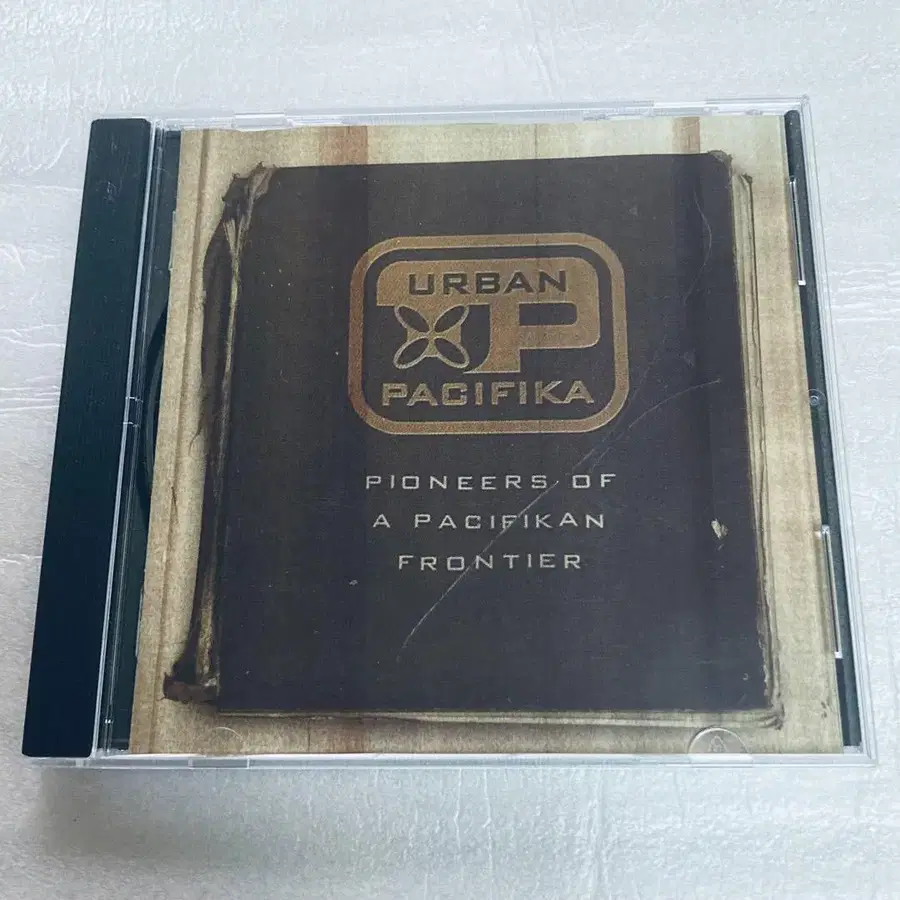 URBAN
P
PACIFIKA
PIONEERS OF
A PACIFIKAN
FRONTIER